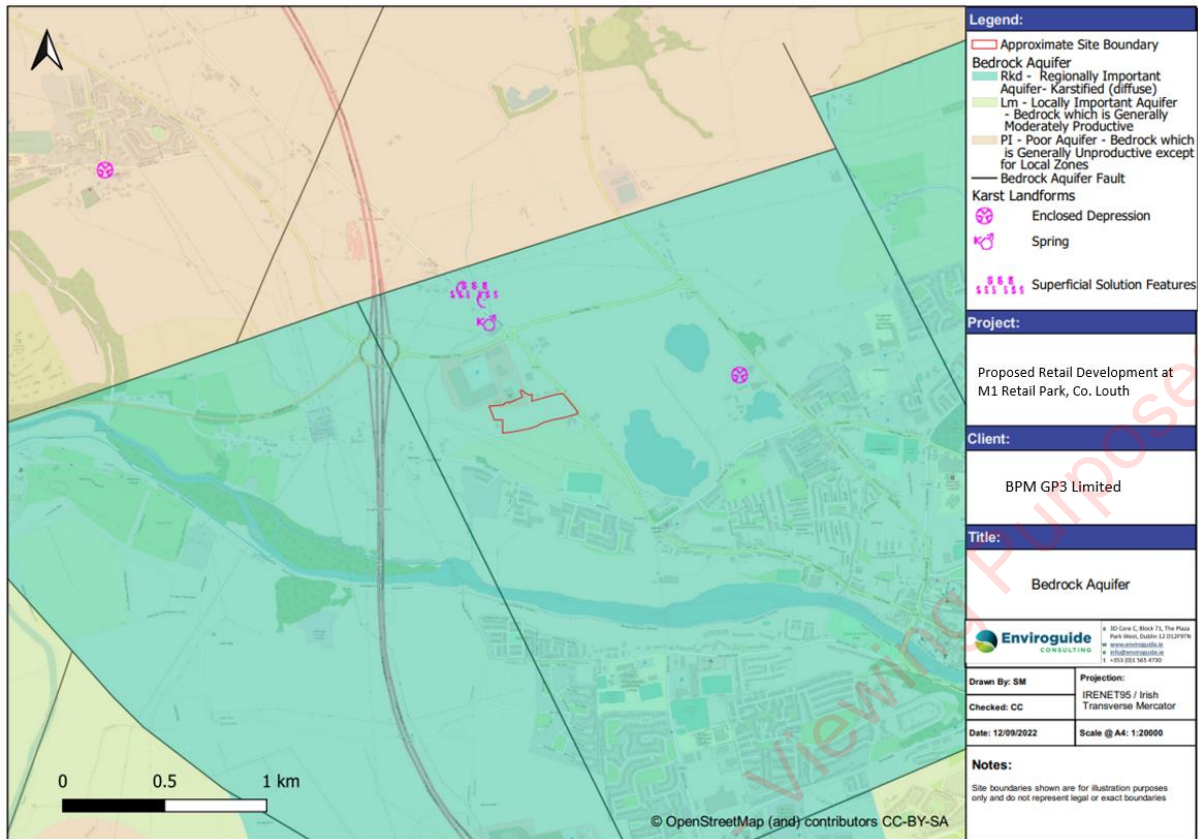 Legend:
Approximate Site Boundary
Bedrock Aquifer
Rkd - Regionally Important
Aquifer- Karstified (diffuse)
Lm - Locally Important Aquifer
- Bedrock which is Generally
Moderately Productive
PI - Poor Aquifer - Bedrock which
is Generally Unproductive except
for Local Zones
Bedrock Aquifer Fault
Karst Landforms
Enclosed Depression
Spring
Superficial Solution Features
Project:
Proposed Retail Development at
M1 Retail Park, Co. Louth
Client:
BPM GP3 Limited
Title:
Bedrock Aquifer
Enviroguide
CONSULTING
a 3D Core C, Block 71, The Plaza
Park West, Dublin 12 D12F9TN
w www.enviroguide.ie
e info@enviroguide.ie
t +353 (0)1 565 4730
Drawn By: SM
Projection:
IRENET95 / Irish
Transverse Mercator
Checked: CC
Date: 12/09/2022
Scale @ A4: 1:20000
Notes:
Site boundaries shown are for illustration purposes
only and do not represent legal or exact boundaries
0 0.5 1 km
© OpenStreetMap (and) contributors CC-BY-SA
Viewing Purpose